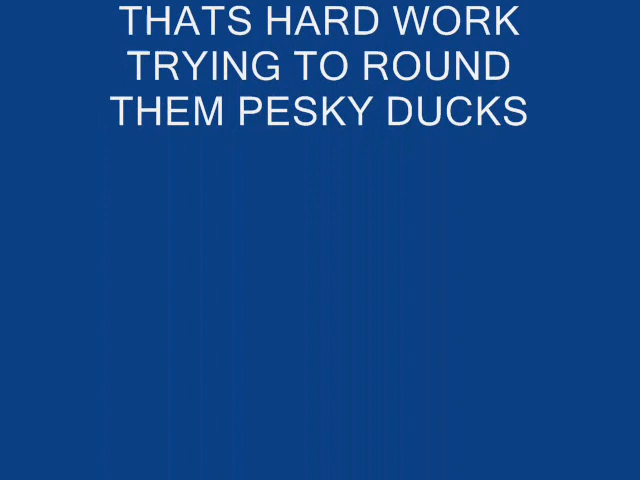 THATS HARD WORK
TRYING TO ROUND
THEM PESKY DUCKS